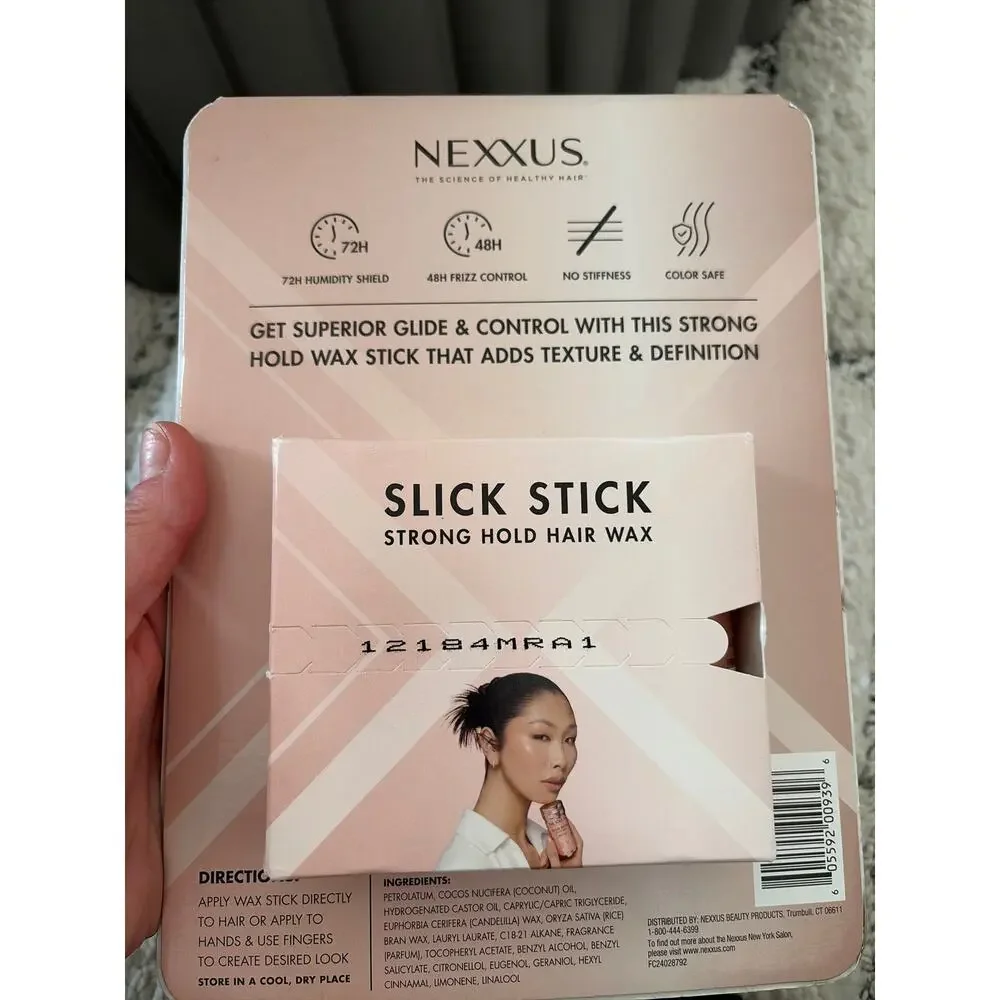 NEXXUS®
THE SCIENCE OF HEALTHY HAIR™
72H
48H
72H HUMIDITY SHIELD
48H FRIZZ CONTROL
NO STIFFNESS
COLOR SAFE
GET SUPERIOR GLIDE & CONTROL WITH THIS STRONG
HOLD WAX STICK THAT ADDS TEXTURE & DEFINITION
SLICK STICK
STRONG HOLD HAIR WAX
12184MRA1
APPLY WAX STICK DIRECTLY
TO HAIR OR APPLY TO
HANDS & USE FINGERS
TO CREATE DESIRED LOOK
STORE IN A COOL, DRY PLACE
INGREDIENTS:
PETROLATUM, COCOS NUCIFERA (COCONUT) OIL,
HYDROGENATED CASTOR OIL, CAPRYLIC/CAPRIC TRIGLYCERIDE,
EUPHORBIA CERIFERA (CANDELILLA) WAX, ORYZA SATIVA (RICE)
BRAN WAX, LAURYL LAURATE, C18-21 ALKANE, FRAGRANCE
(PARFUM), TOCOPHERYL ACETATE, BENZYL ALCOHOL, BENZYL
SALICYLATE, CITRONELLOL, EUGENOL, GERANIOL, HEXYL
CINNAMAL, LIMONENE, LINALOOL
DISTRIBUTED BY: NEXXUS BEAUTY PRODUCTS, Trumbull, CT 06611
1-800-444-6399
To find out more about the Nexxus New York Salon,
please visit www.nexxus.com
FC24028792
6 05592 00939 6